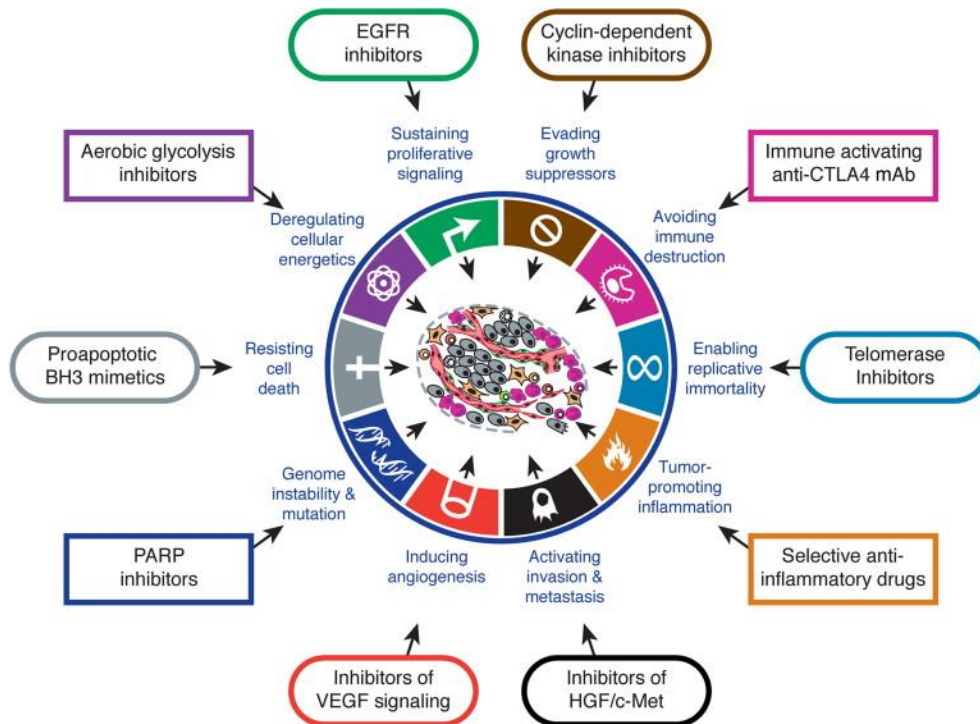 EGFR
inhibitors
Cyclin-dependent
kinase inhibitors
Sustaining
proliferative
signaling
Evading
growth
suppressors
Aerobic glycolysis
inhibitors
Immune activating
anti-CTLA4 mAb
Deregulating
cellular
energetics
Avoiding
immune
destruction
Proapoptotic
BH3 mimetics
Resisting
cell
death
Enabling
replicative
immortality
Telomerase
Inhibitors
Genome
instability &
mutation
Tumor-
promoting
inflammation
PARP
inhibitors
Inducing
angiogenesis
Activating
invasion &
metastasis
Selective anti-
inflammatory drugs
Inhibitors of
VEGF signaling
Inhibitors of
HGF/c-Met